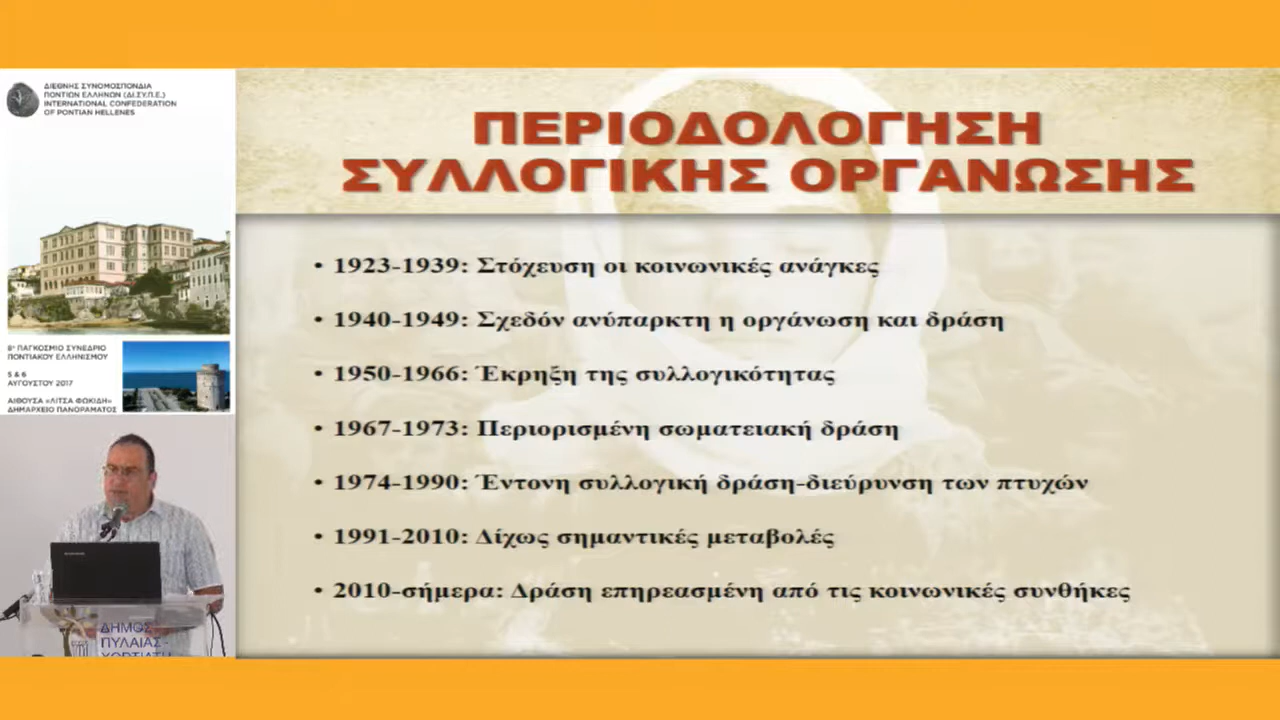 ΔΙΕΘΝΗΣ ΣΥΝΟΜΟΣΠΟΝΔΙΑ
ΠΟΝΤΙΩΝ ΕΛΛΗΝΩΝ (ΔΙ.ΣΥ.Π.Ε.)
INTERNATIONAL CONFEDERATION
OF PONTIAN HELLENES
8º ΠΑΓΚΟΣΜΙΟ ΣΥΝΕΔΡΙΟ
ΠΟΝΤΙΑΚΟΥ ΕΛΛΗΝΙΣΜΟΥ
5 & 6
ΑΥΓΟΥΣΤΟΥ 2017
ΑΙΘΟΥΣΑ «ΛΙΤΣΑ ΦΩΚΙΔΗ»
ΔΗΜΑΡΧΕΙΟ ΠΑΝΟΡΑΜΑΤΟΣ
ΔΗΜΟΣ
ΠΥΛΑΙΑΣ-
ΧΟΡΤΙΑΤΗ
ΠΕΡΙΟΔΟΛΟΓΗΣΗ
ΣΥΛΛΟΓΙΚΗΣ ΟΡΓΑΝΩΣΗΣ
• 1923-1939: Στόχευση οι κοινωνικές ανάγκες
• 1940-1949: Σχεδόν ανύπαρκτη η οργάνωση και δράση
• 1950-1966: Έκρηξη της συλλογικότητας
• 1967-1973: Περιορισμένη σωματειακή δράση
• 1974-1990: Έντονη συλλογική δράση-διεύρυνση των πτυχών
• 1991-2010: Δίχως σημαντικές μεταβολές
• 2010-σήμερα: Δράση επηρεασμένη από τις κοινωνικές συνθήκες